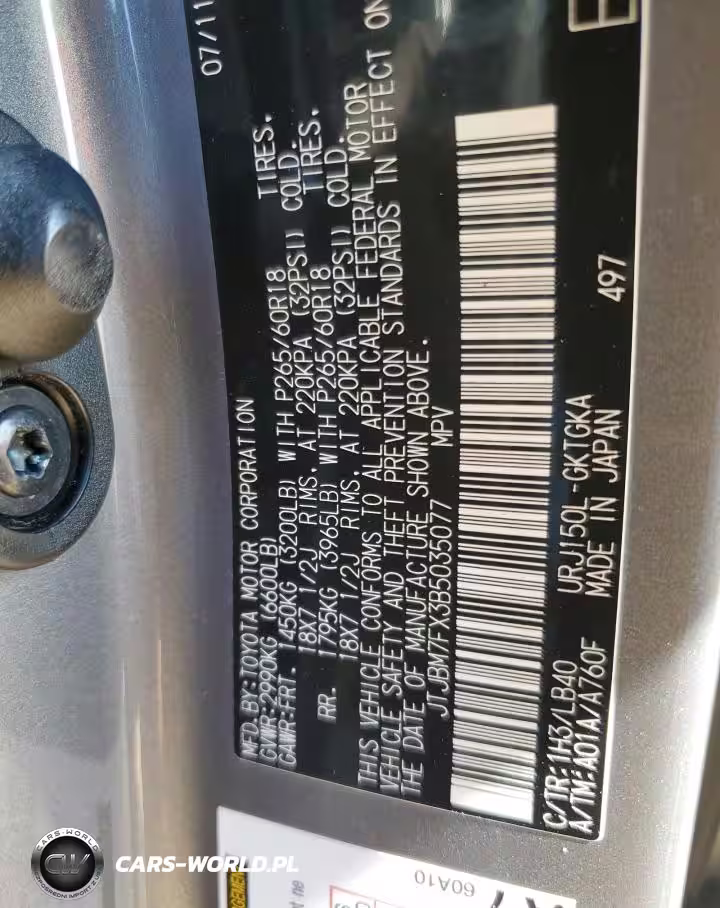 07/11
MFD BY:TOYOTA MOTOR CORPORATION
GVWR:2990KG (6600LB)
GAWR:FRT. 1450KG (3200LB) WITH P265/60R18 TIRES.
18X7 1/2J RIMS. AT 220KPA (32PSI) COLD.
RR. 1795KG (3965LB) WITH P265/60R18 TIRES.
18X7 1/2J RIMS. AT 220KPA (32PSI) COLD.
THIS VEHICLE CONFORMS TO ALL APPLICABLE FEDERAL MOTOR
VEHICLE SAFETY AND THEFT PREVENTION STANDARDS IN EFFECT ON
THE DATE OF MANUFACTURE SHOWN ABOVE.
JTJBM7FX3B5035077 MPV
C/TR:1H3/LB40 URJ150L-GKTGKA 497
A/TM:A01A/A760F MADE IN JAPAN
60A10
CARS-WORLD
CW
CARS-WORLD.PL